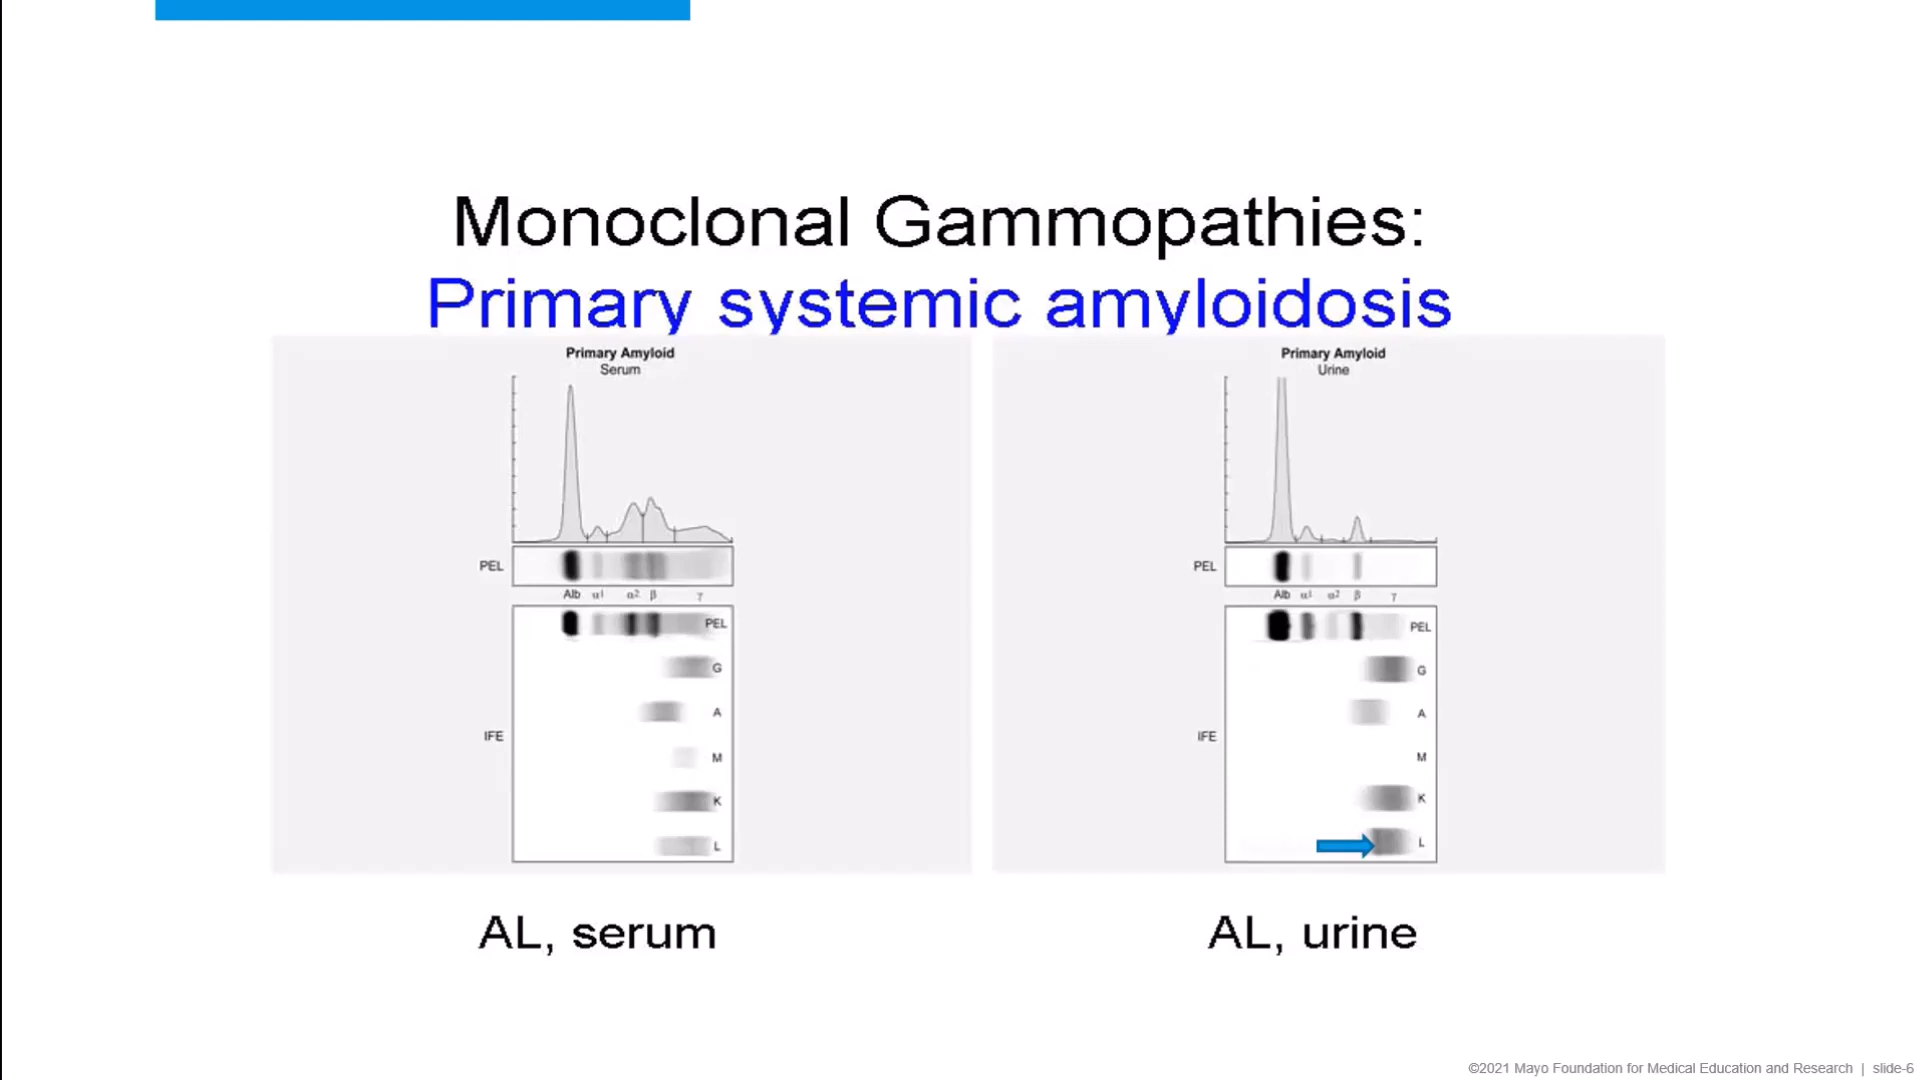 Monoclonal Gammopathies:
Primary systemic amyloidosis
Primary Amyloid
Serum
PEL
Alb α1 α2 β γ
PEL
G
A
IFE
M
K
L
AL, serum
Primary Amyloid
Urine
PEL
Alb α1 α2 β γ
PEL
G
A
IFE
M
K
L
AL, urine
©2021 Mayo Foundation for Medical Education and Research | slide-6